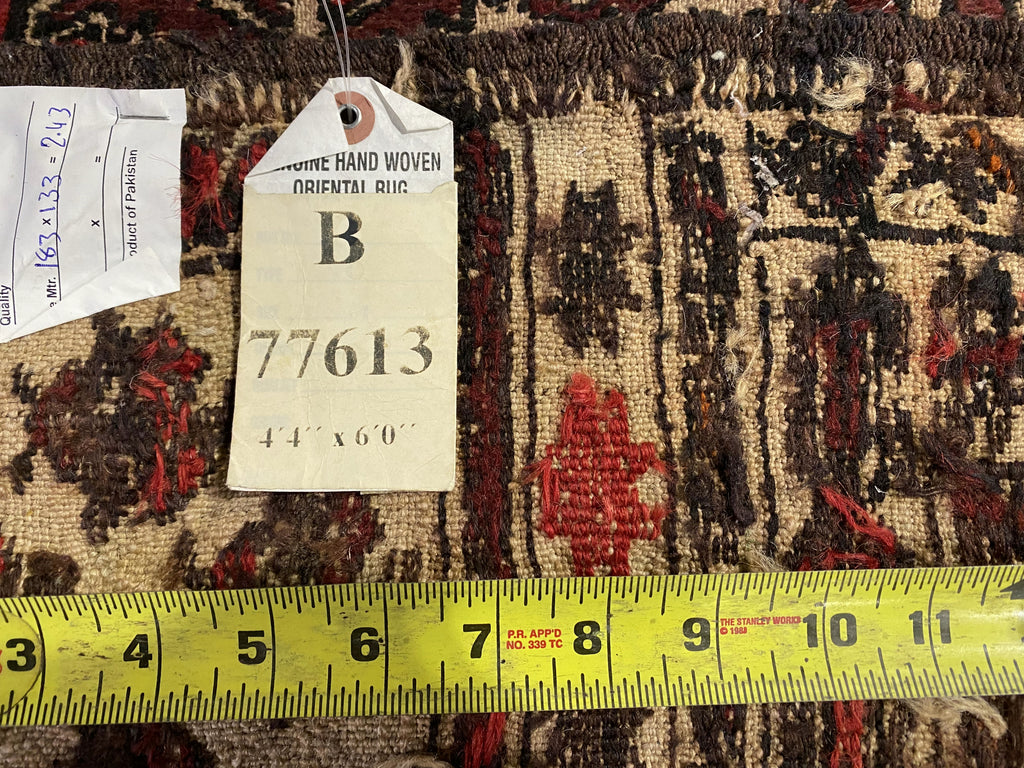 Quality
e Mtr. 183 x 133 = 2.43
x =
oduct of Pakistan
NUINE HAND WOVEN
ORIENTAL RUG
B
77613
4'4" x 6'0"
3 4 5 6 7 8 9 10 11
P.R. APP'D
NO. 339 TC
THE STANLEY WORKS
© 1988